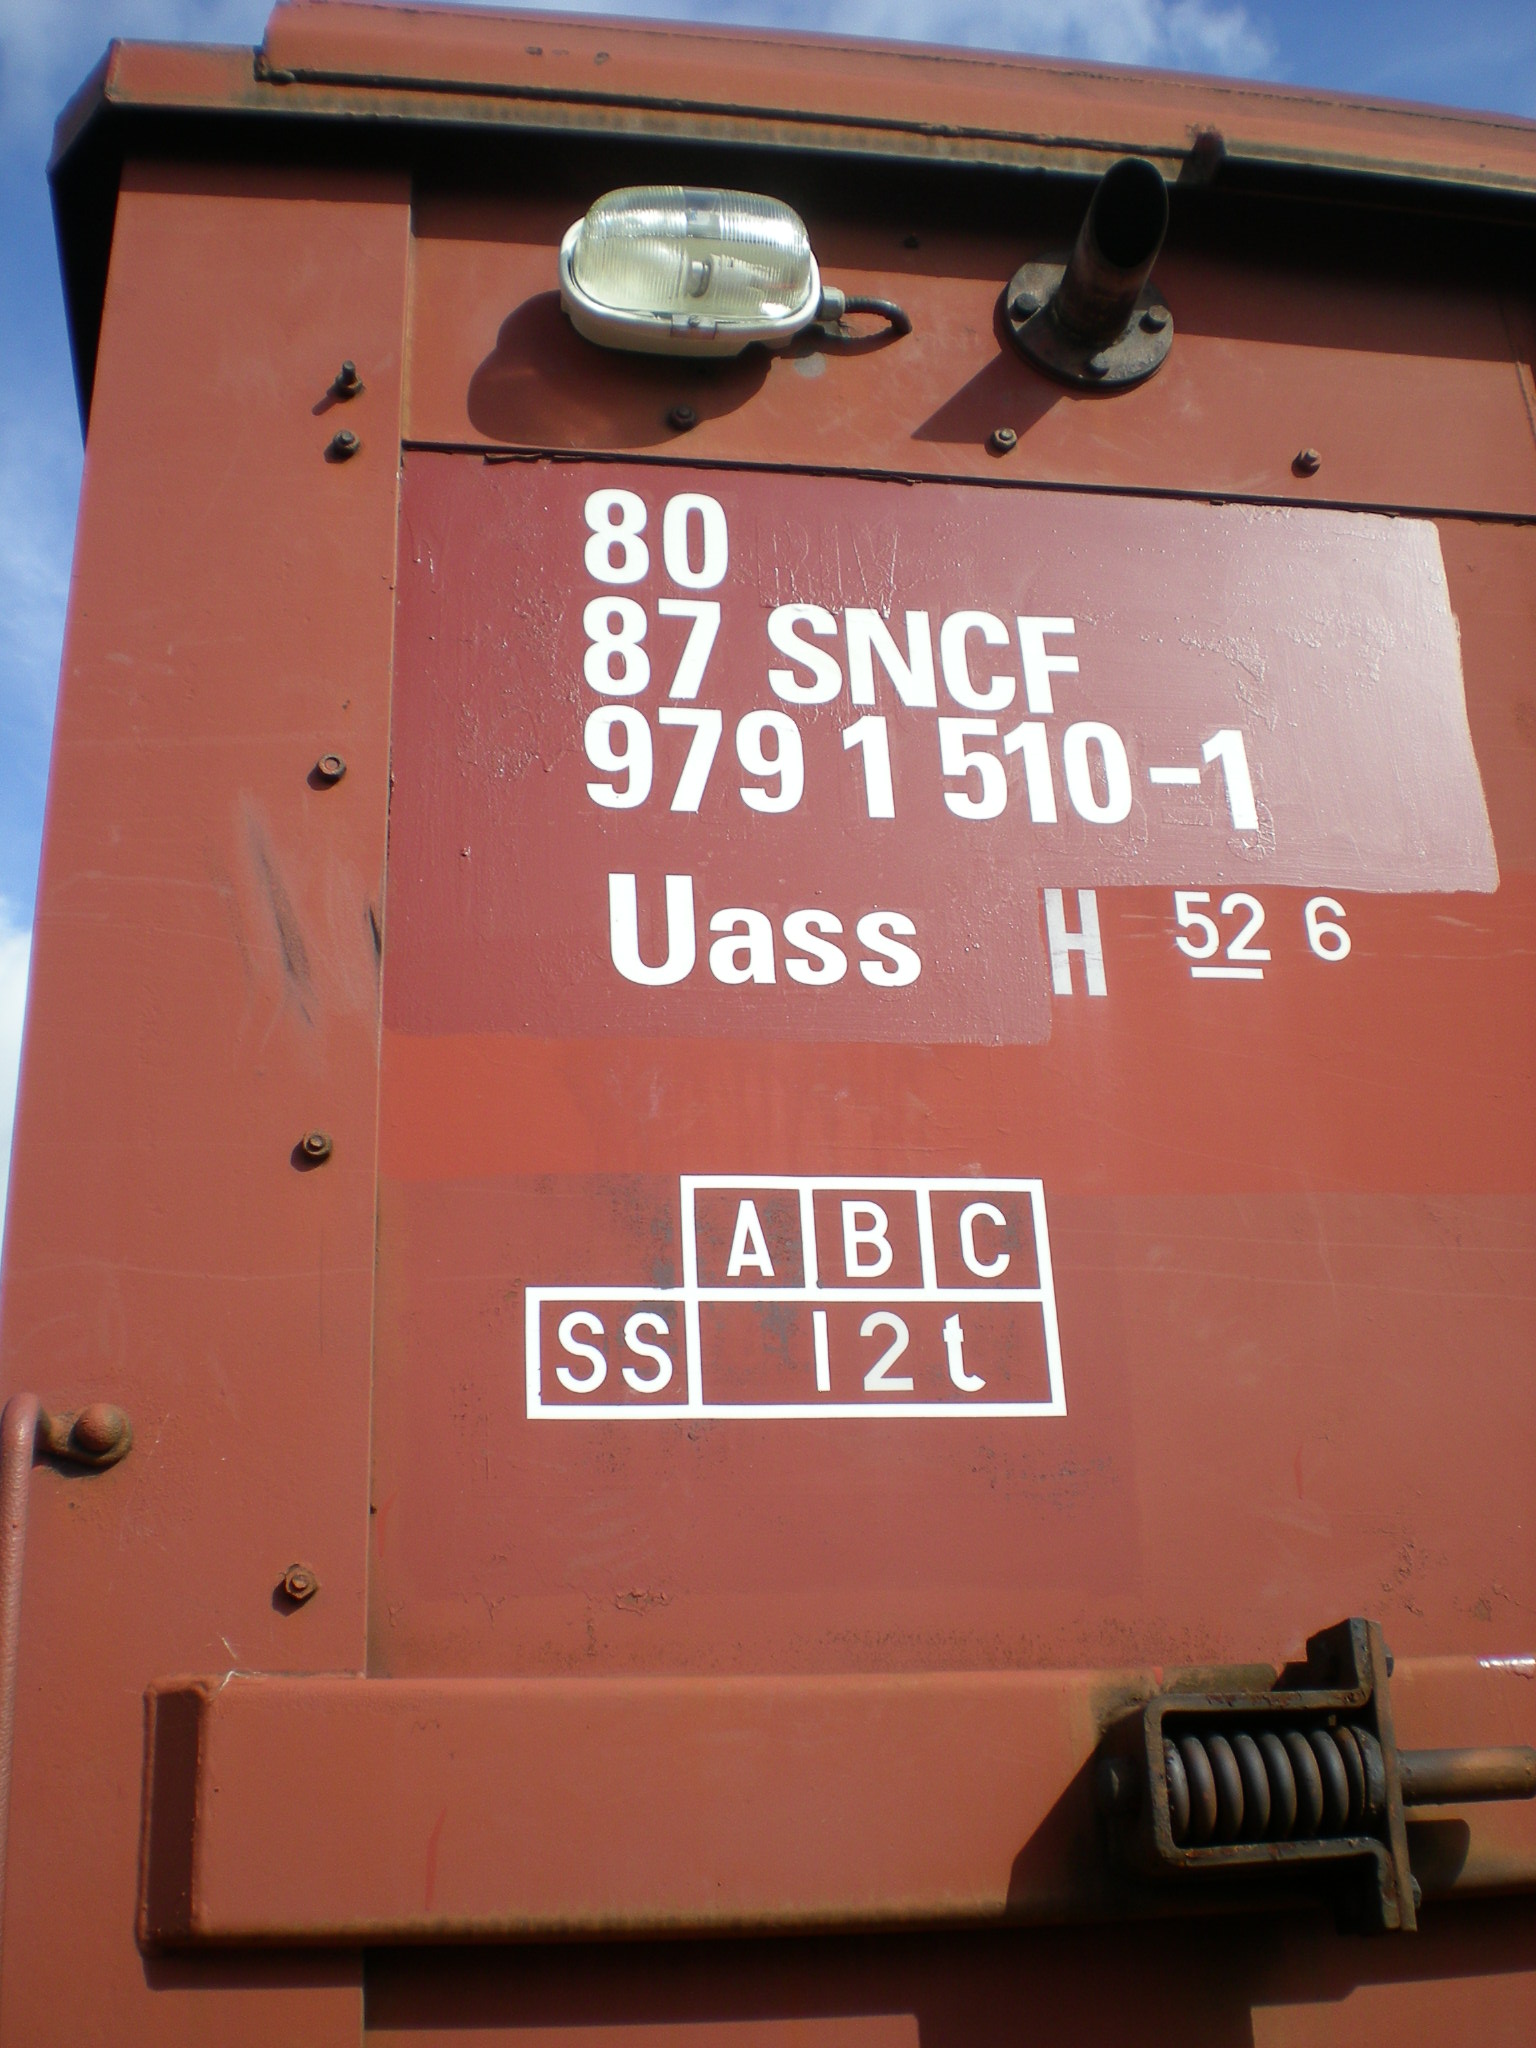 80
87 SNCF
979 1 510-1
Uass H 52 6
A B C
SS 12t